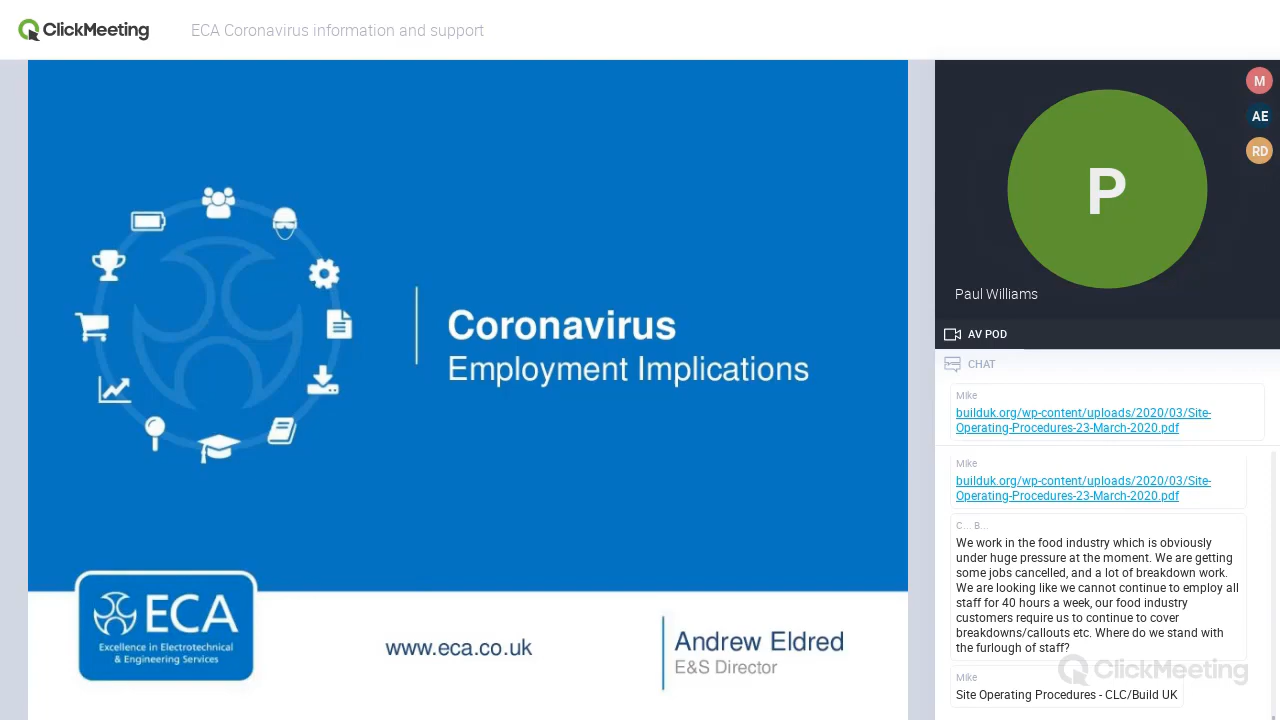 ClickMeeting
ECA Coronavirus information and support
Coronavirus
Employment Implications
ECA
Excellence in Electrotechnical
& Engineering Services
www.eca.co.uk
Andrew Eldred
E&S Director
M
AE
RD
P
Paul Williams
AV POD
CHAT
Mike
builduk.org/wp-content/uploads/2020/03/Site-
Operating-Procedures-23-March-2020.pdf
Mike
builduk.org/wp-content/uploads/2020/03/Site-
Operating-Procedures-23-March-2020.pdf
C... B...
We work in the food industry which is obviously
under huge pressure at the moment. We are getting
some jobs cancelled, and a lot of breakdown work.
We are looking like we cannot continue to employ all
staff for 40 hours a week, our food industry
customers require us to continue to cover
breakdowns/callouts etc. Where do we stand with
the furlough of staff?
ClickMeeting
Mike
Site Operating Procedures - CLC/Build UK